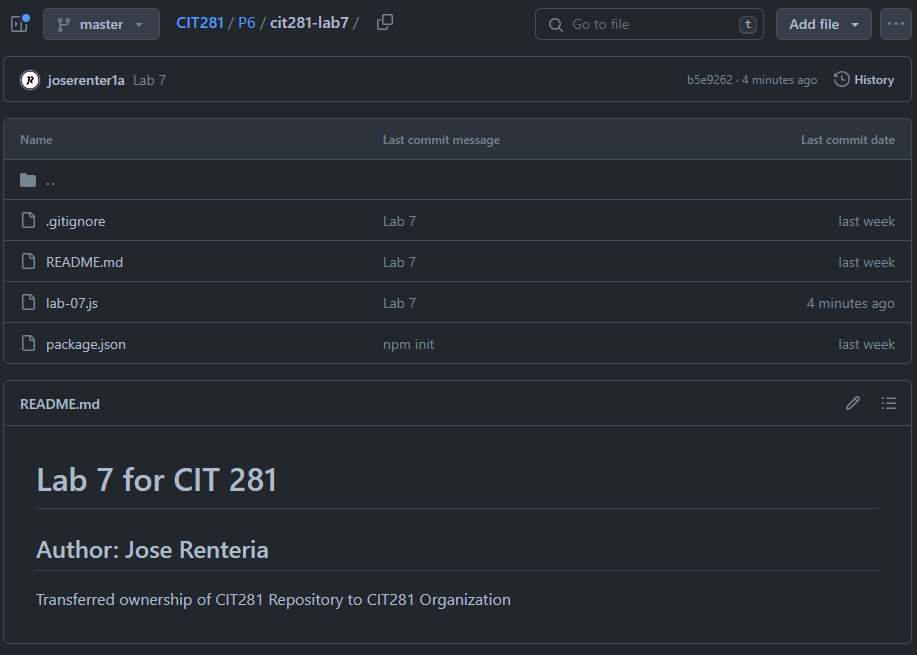 master CIT281 / P6 / cit281-lab7 / Go to file t Add file ...
joserenter1a Lab 7 b5e9262 · 4 minutes ago History
Name Last commit message Last commit date
..
.gitignore Lab 7 last week
README.md Lab 7 last week
lab-07.js Lab 7 4 minutes ago
package.json npm init last week
README.md
Lab 7 for CIT 281
Author: Jose Renteria
Transferred ownership of CIT281 Repository to CIT281 Organization